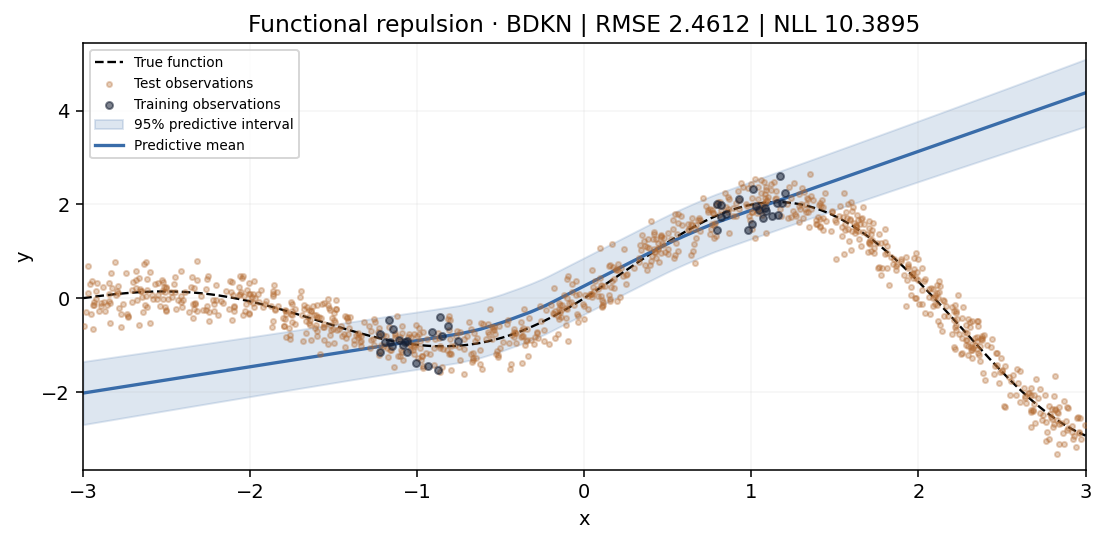 Functional repulsion · BDKN | RMSE 2.4612 | NLL 10.3895
True function
Test observations
Training observations
95% predictive interval
Predictive mean
y
4
2
0
−2
−3
−2
−1
0
1
2
3
x